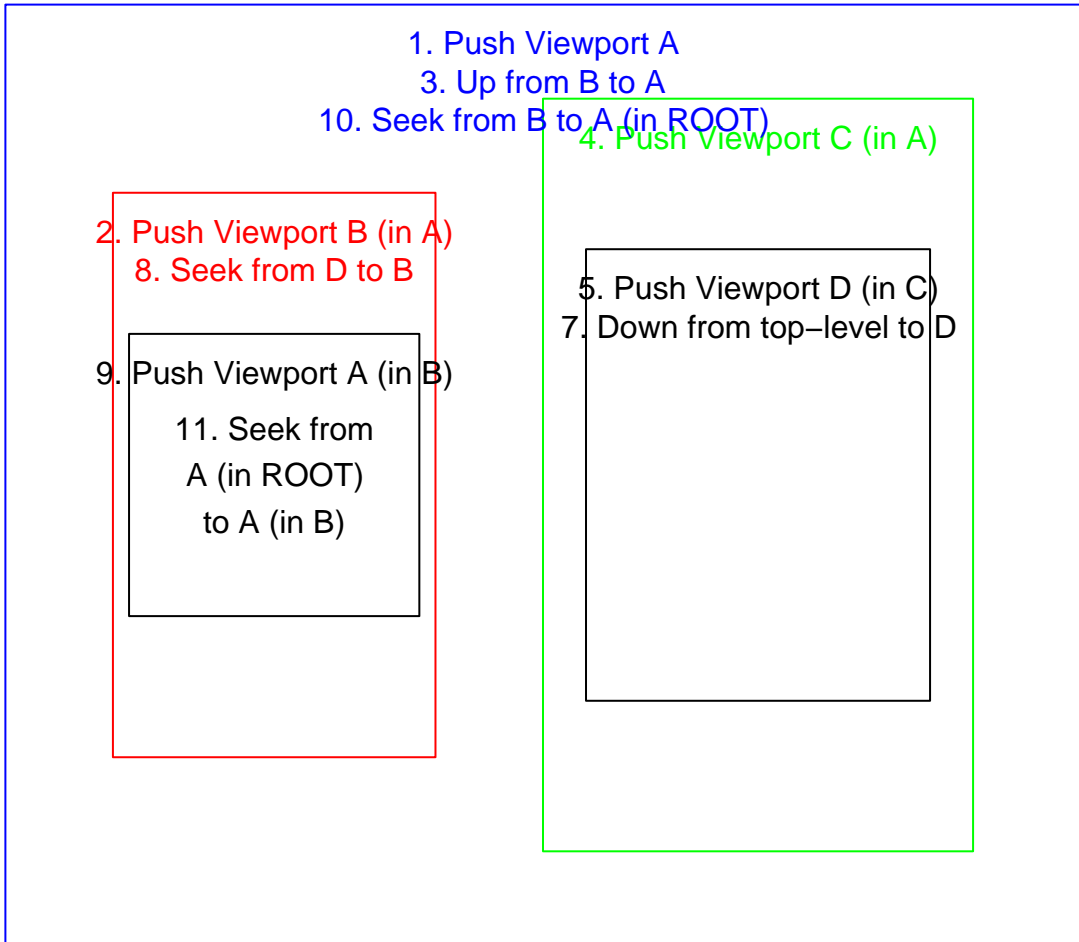 1. Push Viewport A
3. Up from B to A
10. Seek from B to A (in ROOT)
4. Push Viewport C (in A)
2. Push Viewport B (in A)
8. Seek from D to B
5. Push Viewport D (in C)
7. Down from top−level to D
9. Push Viewport A (in B)
11. Seek from
A (in ROOT)
to A (in B)